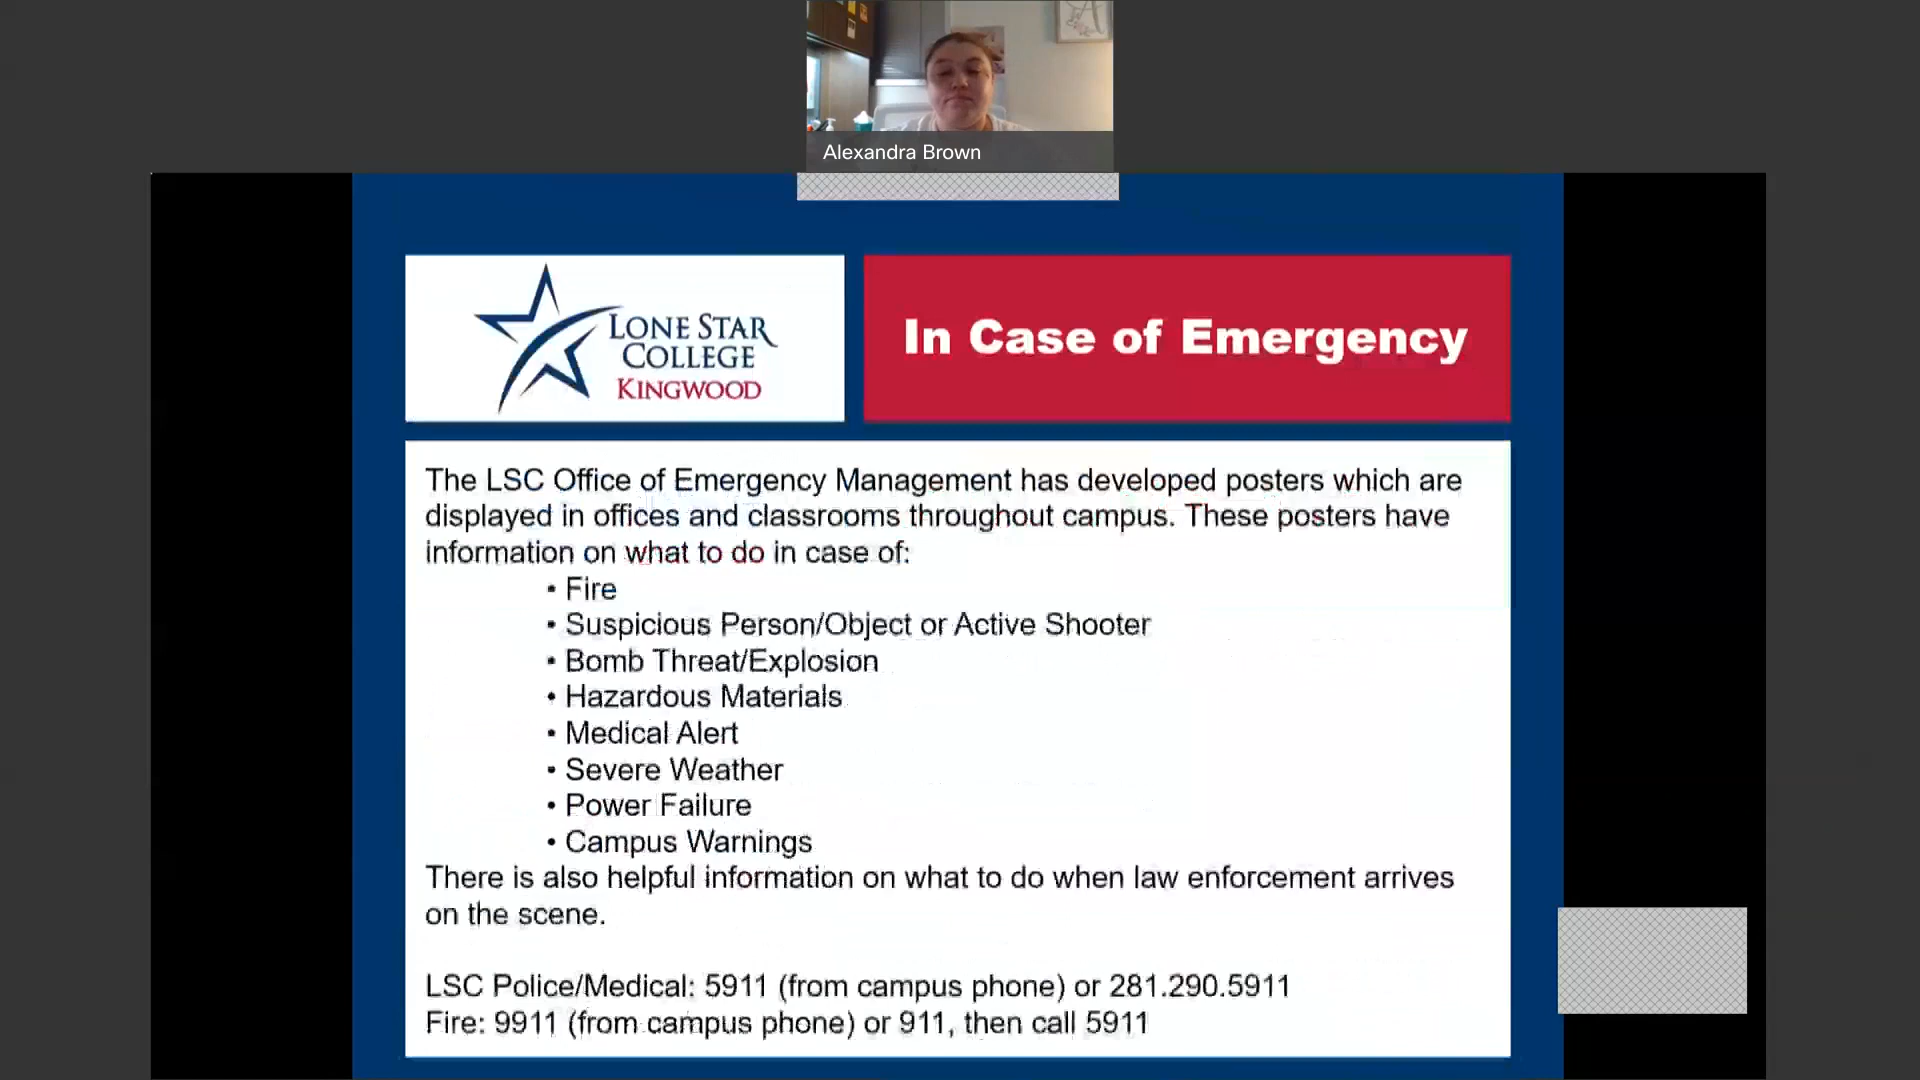 Alexandra Brown
LONE STAR
COLLEGE
KINGWOOD
In Case of Emergency
The LSC Office of Emergency Management has developed posters which are
displayed in offices and classrooms throughout campus. These posters have
information on what to do in case of:
• Fire
• Suspicious Person/Object or Active Shooter
• Bomb Threat/Explosion
• Hazardous Materials
• Medical Alert
• Severe Weather
• Power Failure
• Campus Warnings
There is also helpful information on what to do when law enforcement arrives
on the scene.
LSC Police/Medical: 5911 (from campus phone) or 281.290.5911
Fire: 9911 (from campus phone) or 911, then call 5911